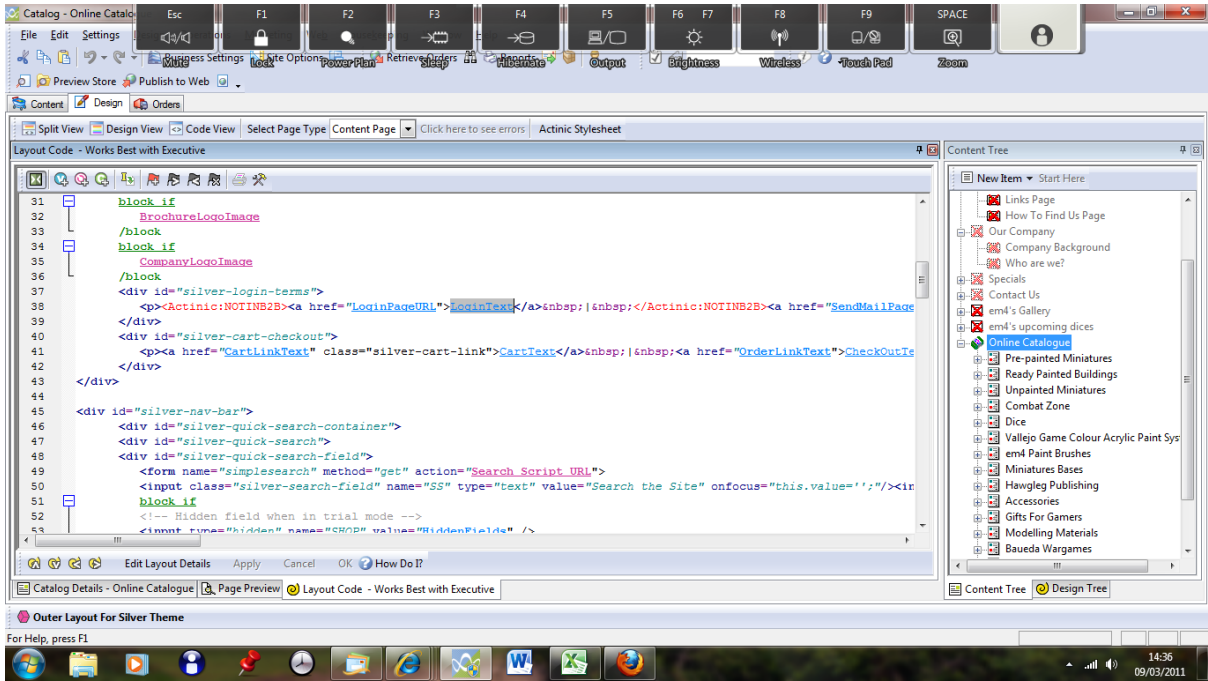 Catalog - Online Catalo
Esc F1 F2 F3 F4 F5 F6 F7 F8 F9 SPACE
Mute Lock Power Plan Sleep Hibernate Output Brightness Wireless Touch Pad Zoom
File Edit Settings
Business Settings Site Options Retrieve Orders Reports
Preview Store Publish to Web
Content Design Orders
Split View Design View Code View Select Page Type Content Page Click here to see errors Actinic Stylesheet
Layout Code - Works Best with Executive
31 block if
32 BrochureLogoImage
33 /block
34 block if
35 CompanyLogoImage
36 /block
37 <div id="silver-login-terms">
38 <p><Actinic:NOTINB2B><a href="LoginPageURL">LoginText</a>&nbsp;|&nbsp;</Actinic:NOTINB2B><a href="SendMailPage
39 </div>
40 <div id="silver-cart-checkout">
41 <p><a href="CartLinkText" class="silver-cart-link">CartText</a>&nbsp;|&nbsp;<a href="OrderLinkText">CheckOutTe
42 </div>
43 </div>
44
45 <div id="silver-nav-bar">
46 <div id="silver-quick-search-container">
47 <div id="silver-quick-search">
48 <div id="silver-quick-search-field">
49 <form name="simplesearch" method="get" action="Search Script URL">
50 <input class="silver-search-field" name="SS" type="text" value="Search the Site" onfocus="this.value='';"/><in
51 block if
52 <!-- Hidden field when in trial mode -->
53 <input type="hidden" name="SHOP" value="HiddenFields" />
Edit Layout Details Apply Cancel OK How Do I?
Catalog Details - Online Catalogue Page Preview Layout Code - Works Best with Executive
Content Tree
New Item Start Here
Links Page
How To Find Us Page
Our Company
Company Background
Who are we?
Specials
Contact Us
em4's Gallery
em4's upcoming dices
Online Catalogue
Pre-painted Miniatures
Ready Painted Buildings
Unpainted Miniatures
Combat Zone
Dice
Vallejo Game Colour Acrylic Paint Sys
em4 Paint Brushes
Miniatures Bases
Hawgleg Publishing
Accessories
Gifts For Gamers
Modelling Materials
Baueda Wargames
Content Tree Design Tree
Outer Layout For Silver Theme
For Help, press F1
14:36
09/03/2011